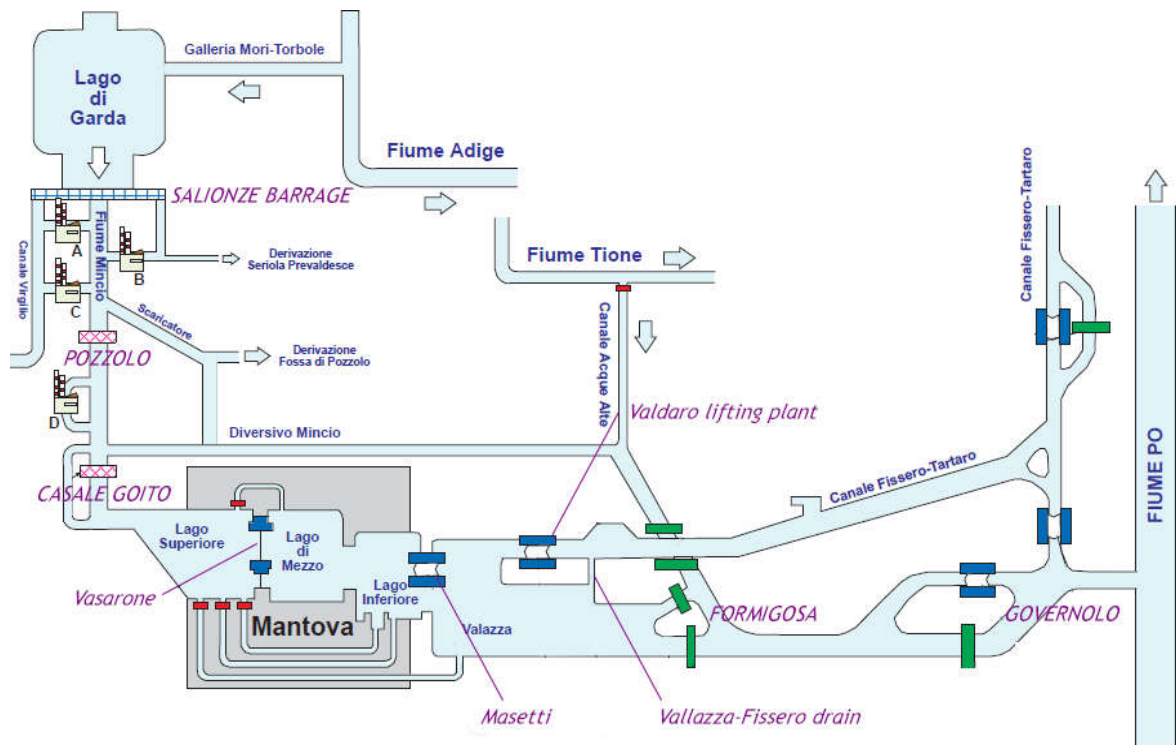 Galleria Mori-Torbole
Lago
di
Garda
Fiume Adige
SALIONZE BARRAGE
Fiume Mincio
Canale Virgilio
A
B
C
Derivazione
Seriola Prevaldesce
Fiume Tione
Canale Fissero-Tartaro
Scaricatore
POZZOLO
Derivazione
Fossa di Pozzolo
Canale Acque Alte
D
Valdaro lifting plant
Diversivo Mincio
FIUME PO
CASALE GOITO
Canale Fissero-Tartaro
Lago
Superiore
Lago
di
Mezzo
Vasarone
Lago
Inferiore
Mantova
Valazza
FORMIGOSA
GOVERNOLO
Masetti
Vallazza-Fissero drain